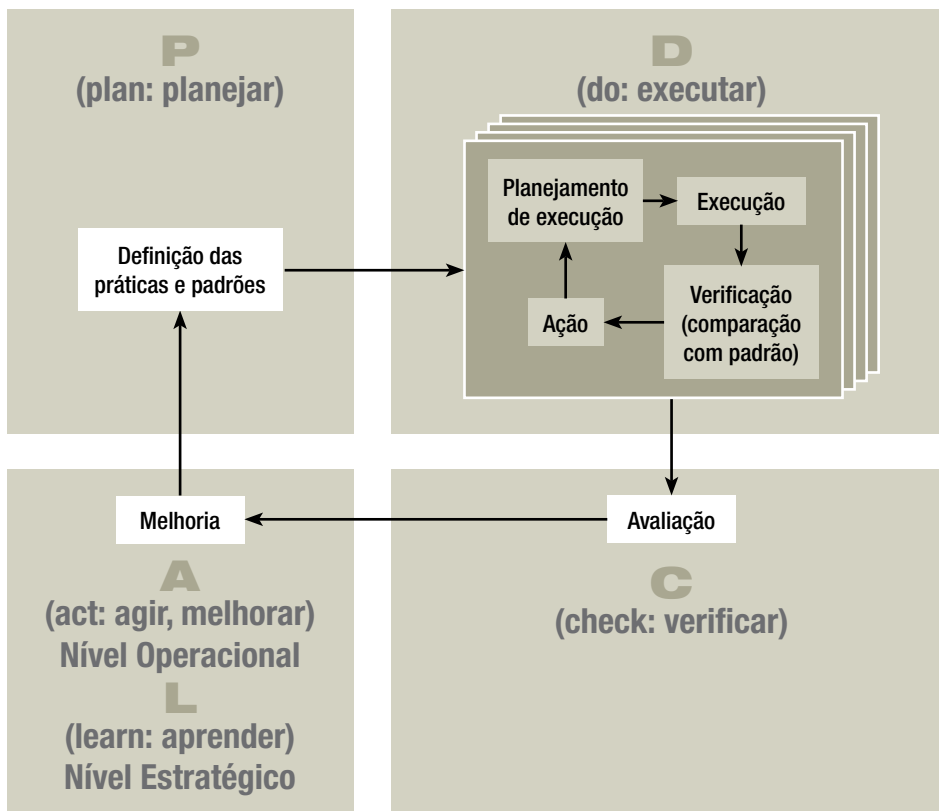 P
(plan: planejar)
Definição das
práticas e padrões
D
(do: executar)
Planejamento
de execução
Execução
Verificação
(comparação
com padrão)
Ação
Melhoria
A
(act: agir, melhorar)
Nível Operacional
L
(learn: aprender)
Nível Estratégico
Avaliação
C
(check: verificar)